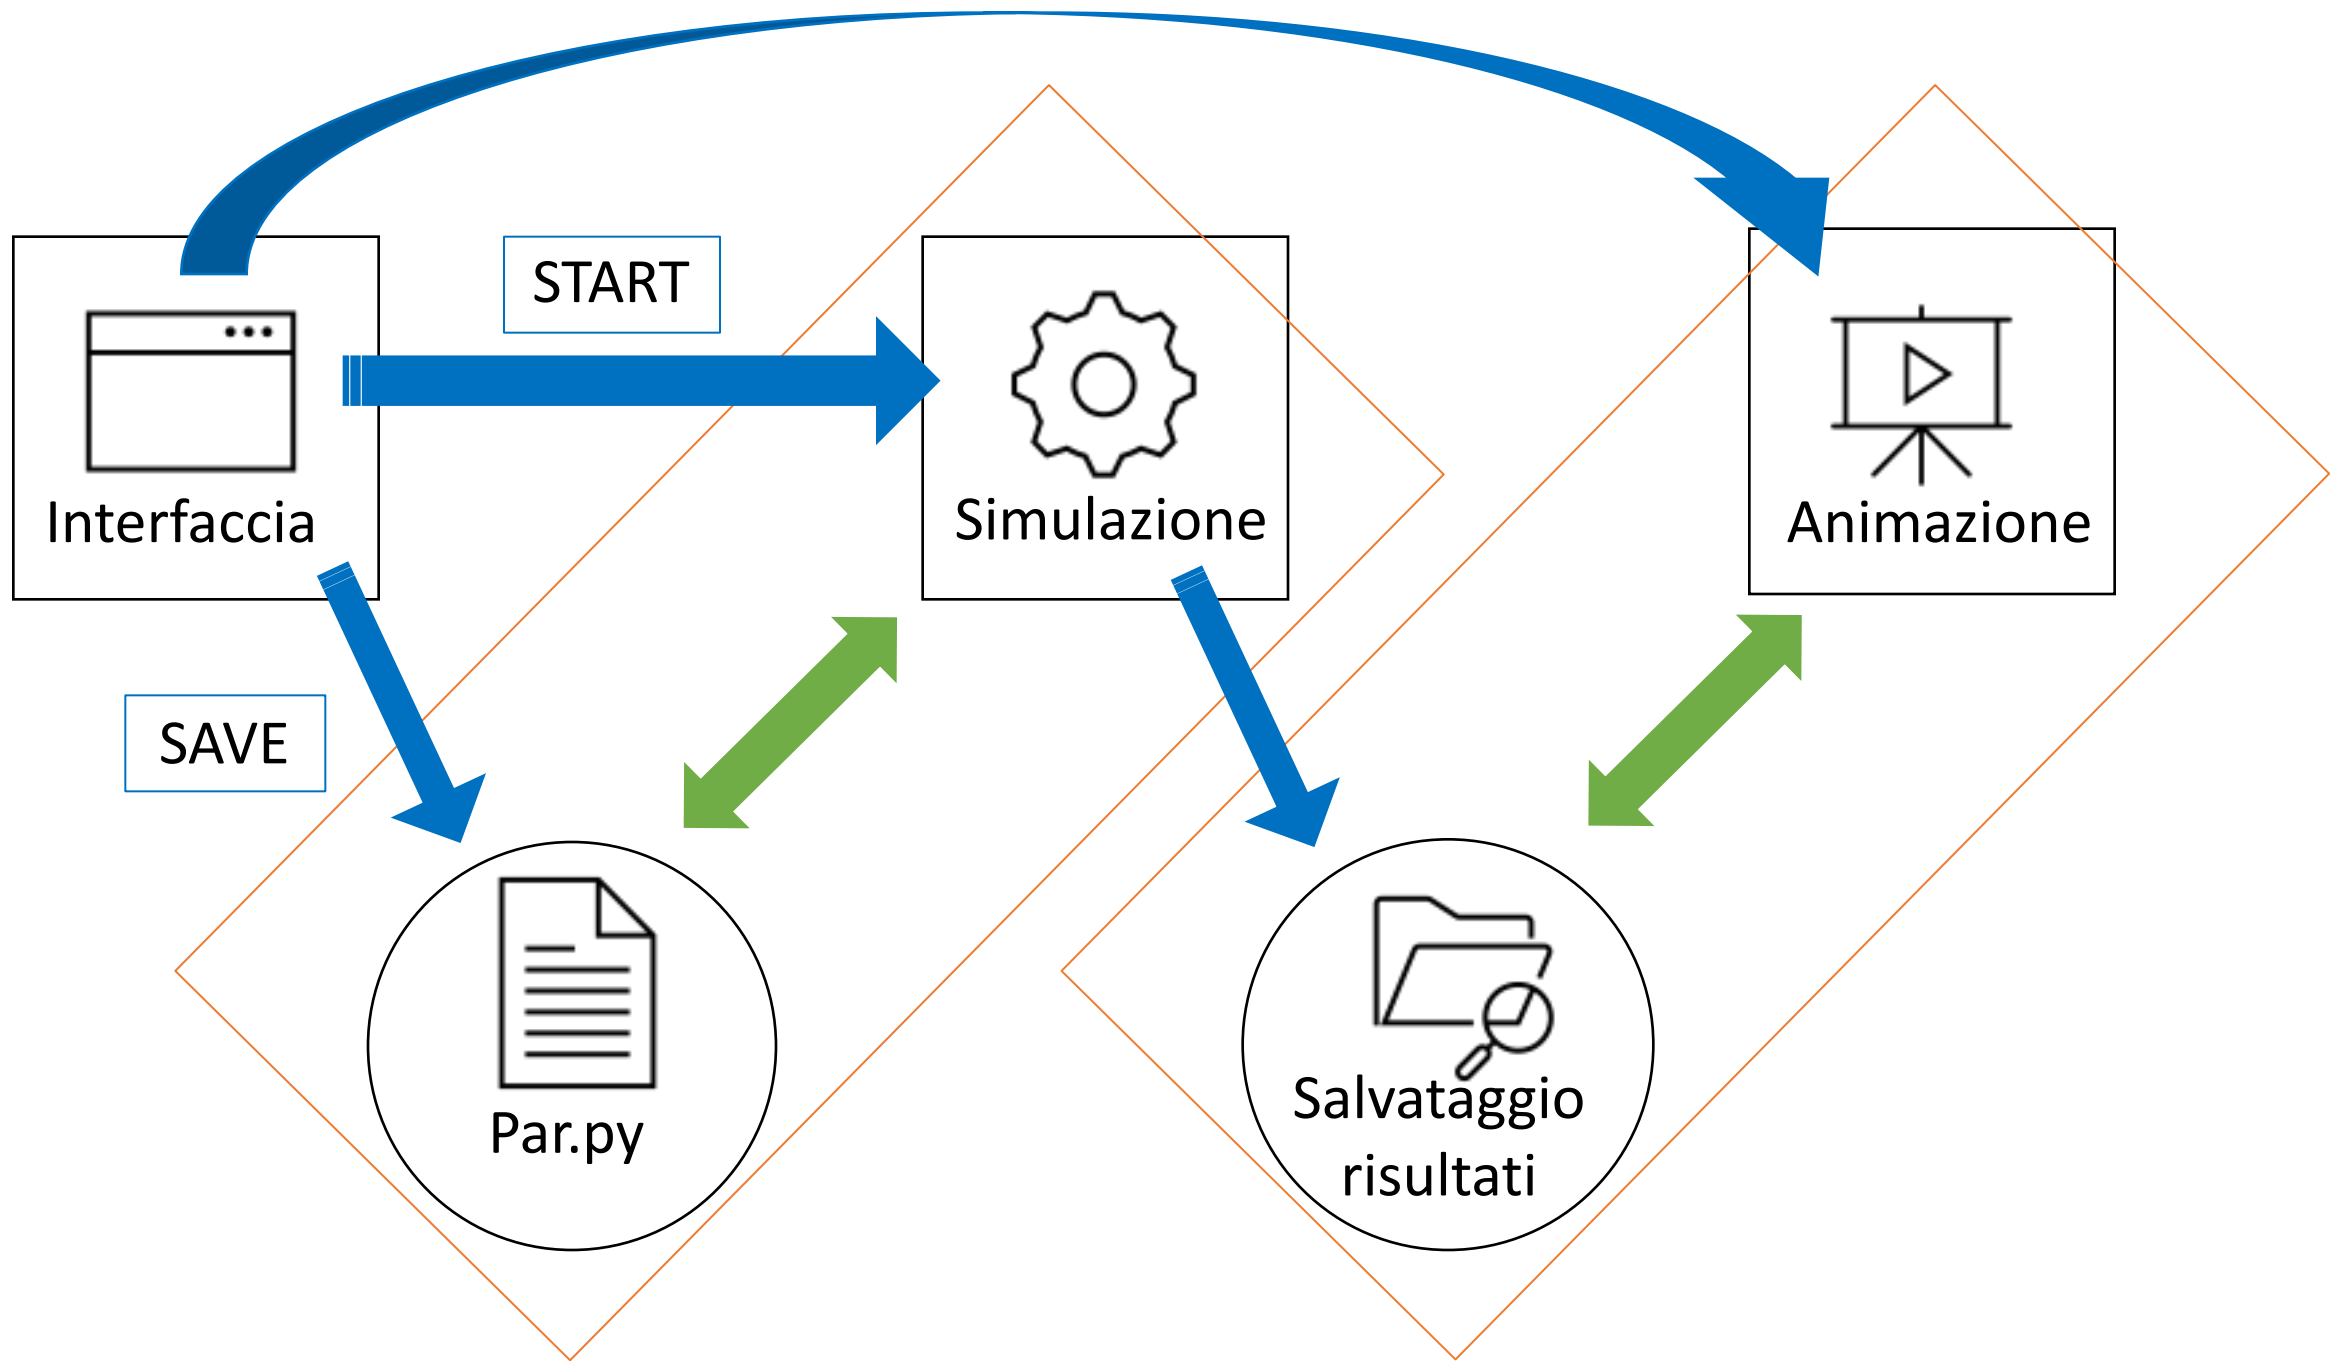 START
Interfaccia
Simulazione
Animazione
SAVE
Par.py
Salvataggio
risultati